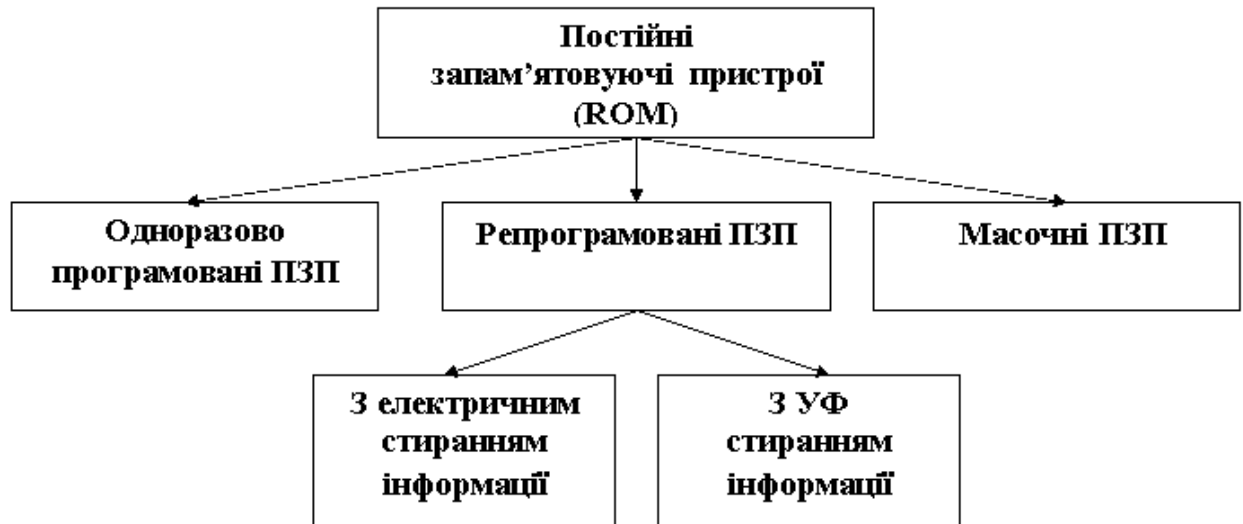 Постійні
запам’ятовуючі пристрої
(ROM)
Одноразово
програмовані ПЗП
Репрограмовані ПЗП
Масочні ПЗП
З електричним
стиранням
інформації
З УФ
стиранням
інформації